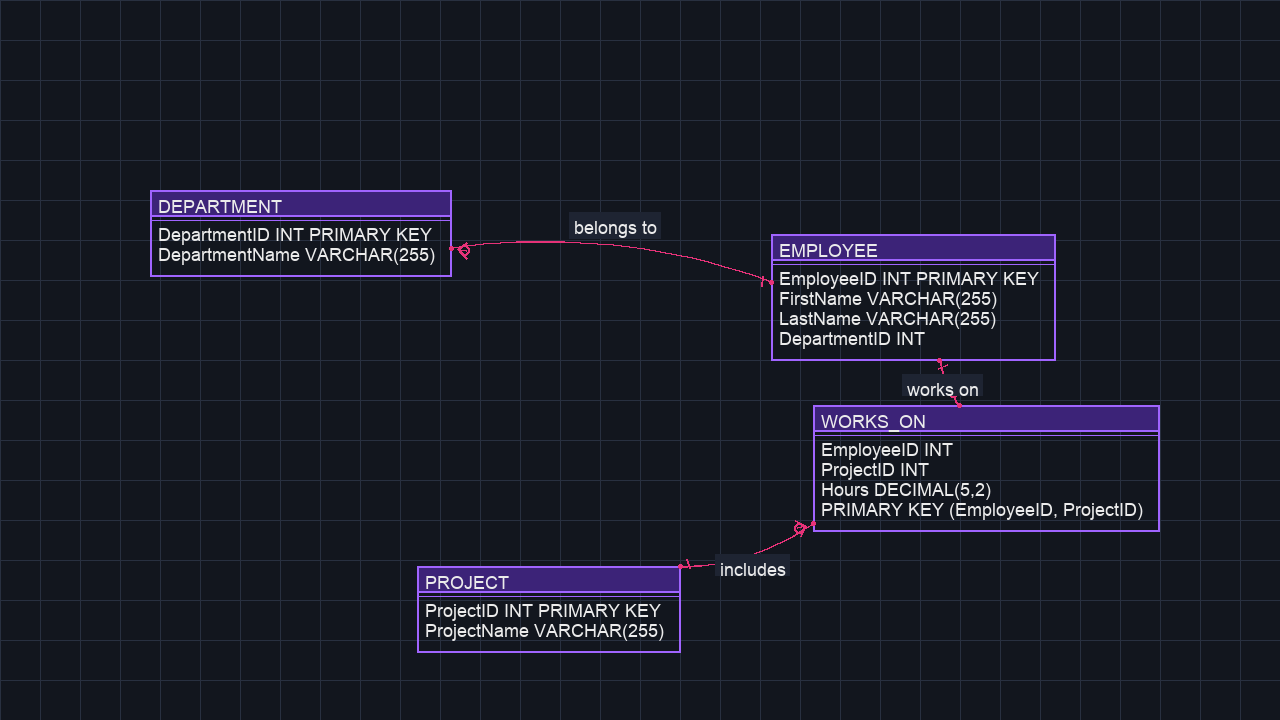 DEPARTMENT
DepartmentID INT PRIMARY KEY
DepartmentName VARCHAR(255)
belongs to
EMPLOYEE
EmployeeID INT PRIMARY KEY
FirstName VARCHAR(255)
LastName VARCHAR(255)
DepartmentID INT
works on
WORKS_ON
EmployeeID INT
ProjectID INT
Hours DECIMAL(5,2)
PRIMARY KEY (EmployeeID, ProjectID)
includes
PROJECT
ProjectID INT PRIMARY KEY
ProjectName VARCHAR(255)